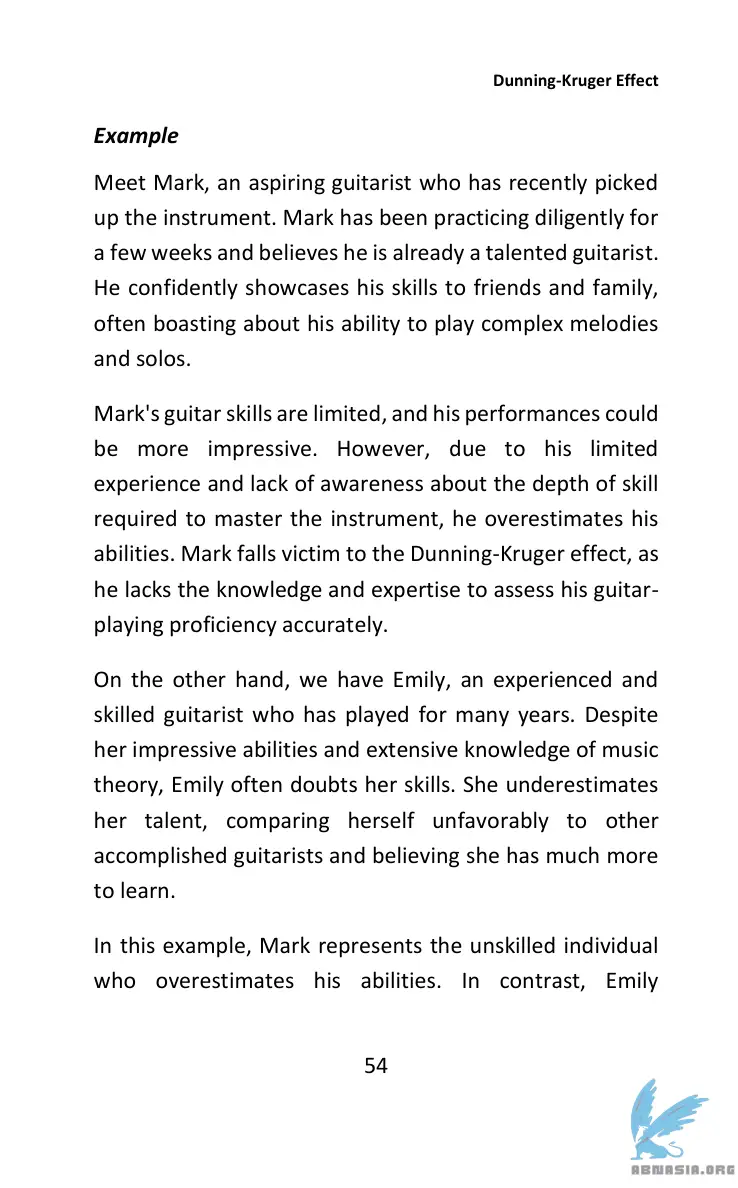 Dunning-Kruger Effect
Example
Meet Mark, an aspiring guitarist who has recently picked
up the instrument. Mark has been practicing diligently for
a few weeks and believes he is already a talented guitarist.
He confidently showcases his skills to friends and family,
often boasting about his ability to play complex melodies
and solos.
Mark's guitar skills are limited, and his performances could
be more impressive. However, due to his limited
experience and lack of awareness about the depth of skill
required to master the instrument, he overestimates his
abilities. Mark falls victim to the Dunning-Kruger effect, as
he lacks the knowledge and expertise to assess his guitar-
playing proficiency accurately.
On the other hand, we have Emily, an experienced and
skilled guitarist who has played for many years. Despite
her impressive abilities and extensive knowledge of music
theory, Emily often doubts her skills. She underestimates
her talent, comparing herself unfavorably to other
accomplished guitarists and believing she has much more
to learn.
In this example, Mark represents the unskilled individual
who overestimates his abilities. In contrast, Emily
54
ABNASIA.ORG